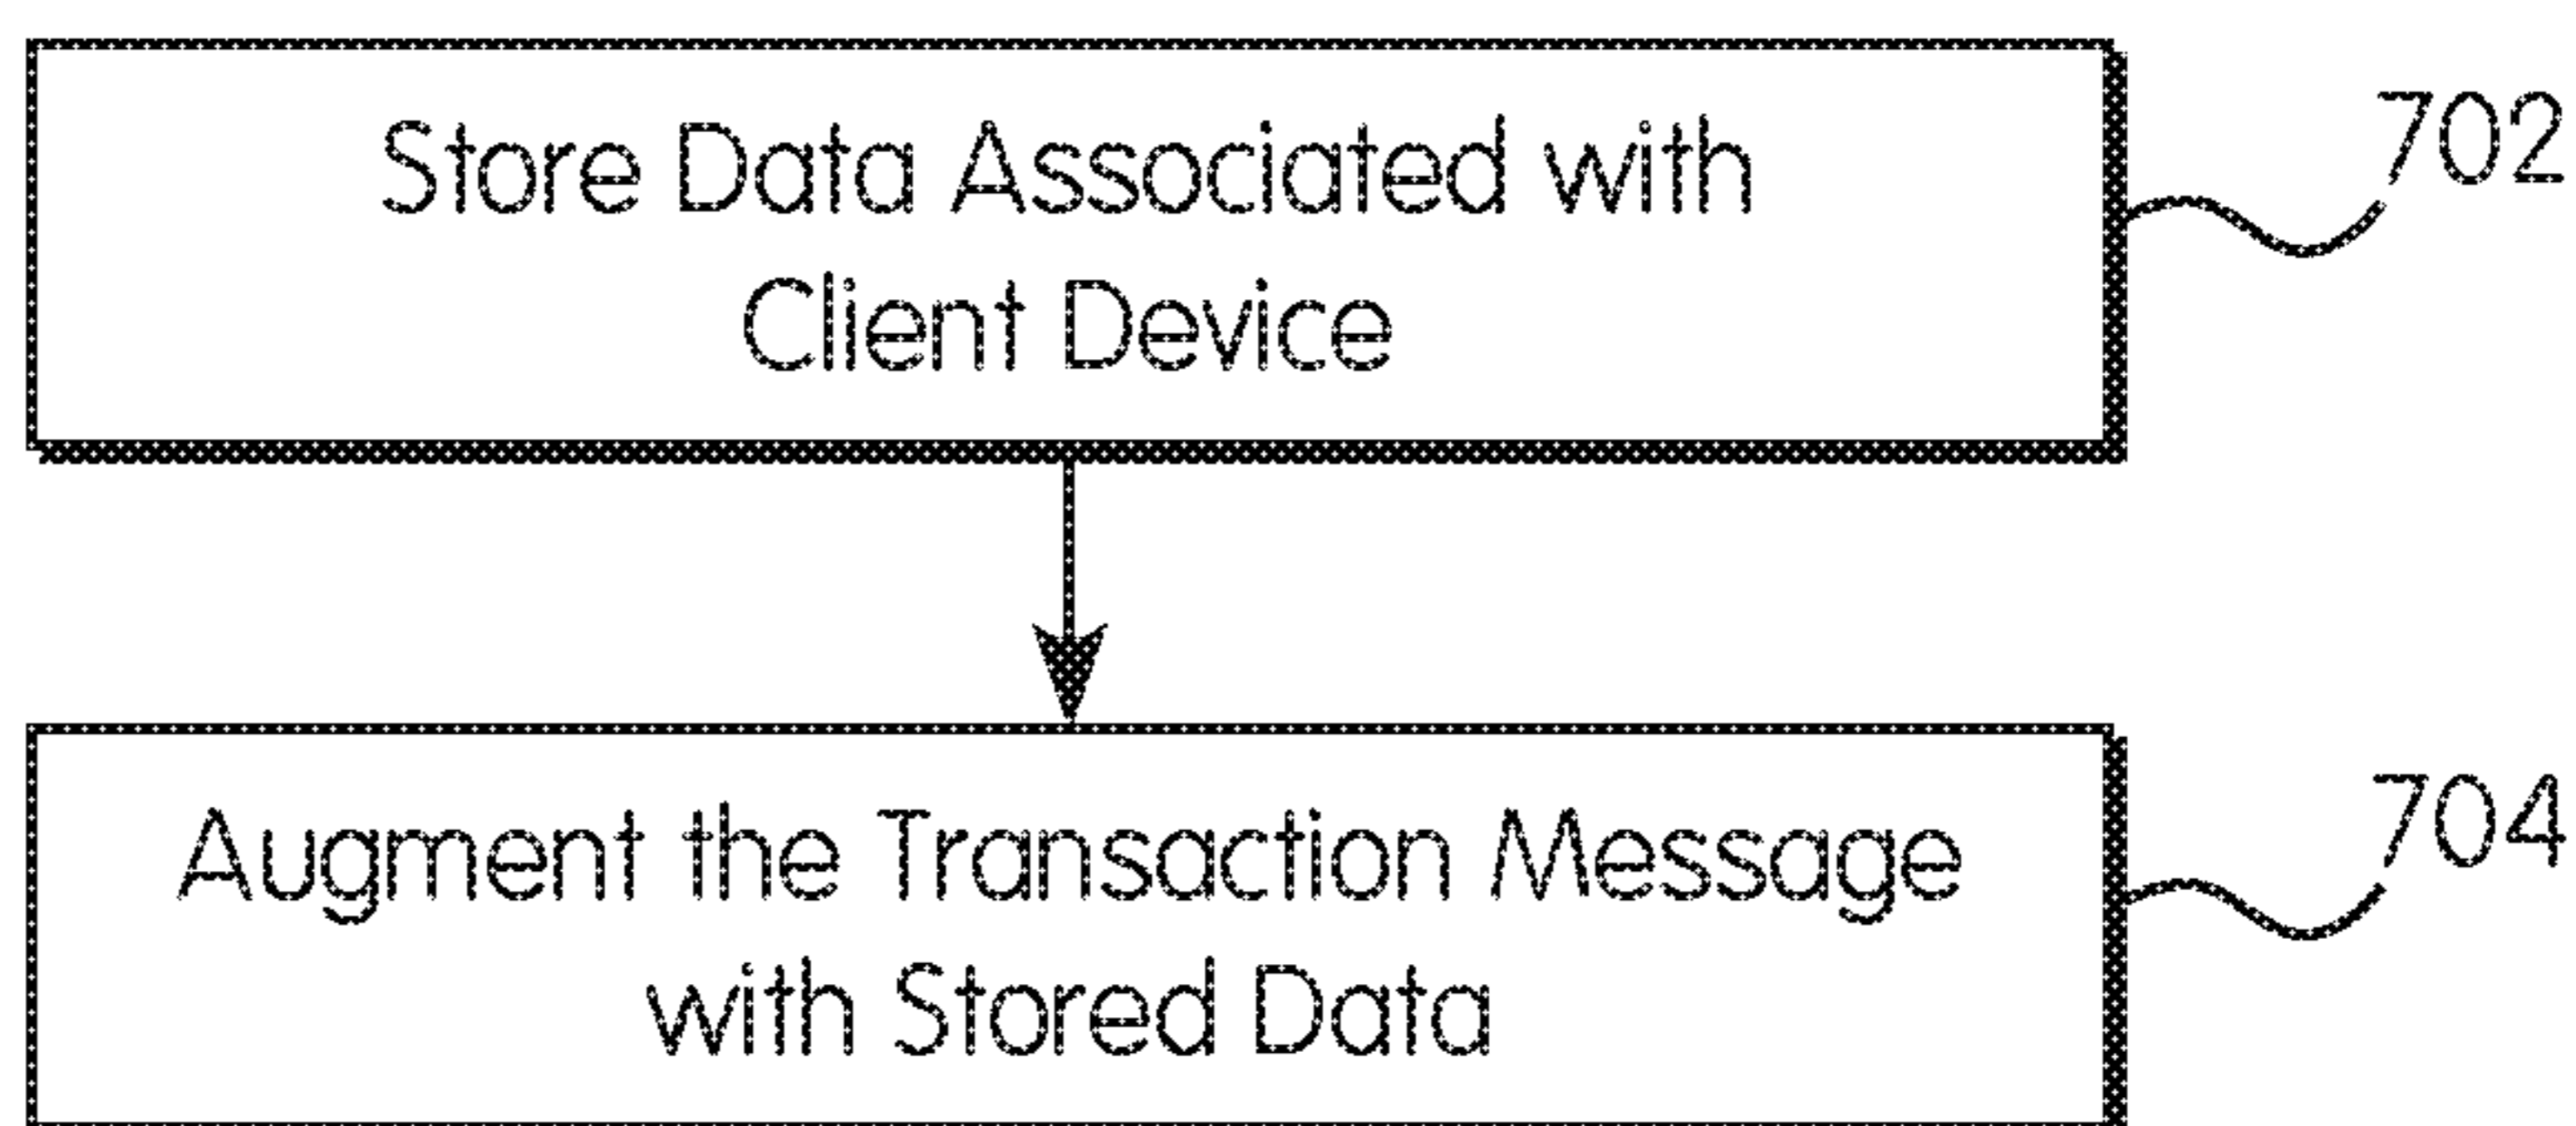 Store Data Associated with
Client Device
702
Augment the Transaction Message
with Stored Data
704